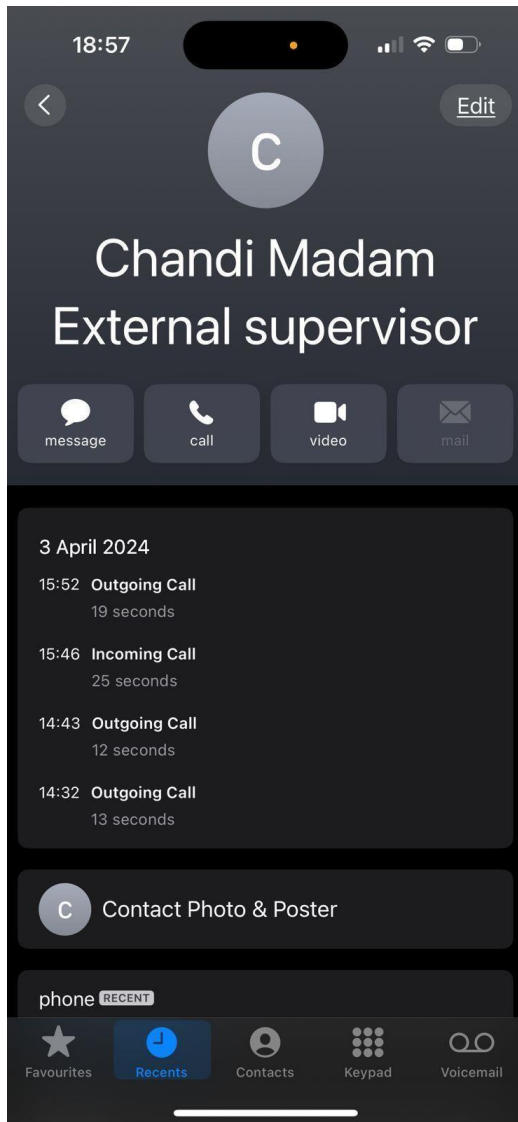 18:57
Edit
C
Chandi Madam
External supervisor
message call video mail
3 April 2024
15:52 Outgoing Call
19 seconds
15:46 Incoming Call
25 seconds
14:43 Outgoing Call
12 seconds
14:32 Outgoing Call
13 seconds
C Contact Photo & Poster
phone RECENT
Favourites Recents Contacts Keypad Voicemail